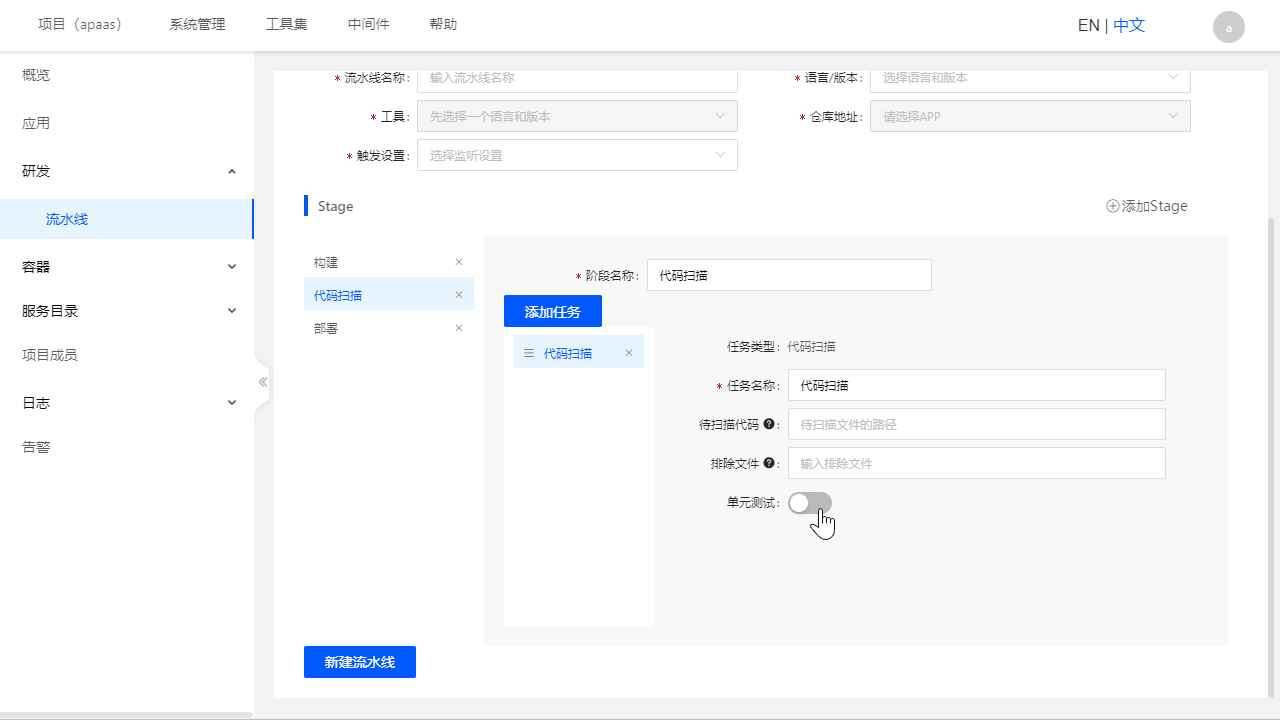 项目（apaas） 系统管理 工具集 中间件 帮助 EN | 中文 a
概览
应用
研发
流水线
容器
服务目录
项目成员
日志
告警
* 流水线名称: 输入流水线名称 * 语言/版本: 选择语言和版本
* 工具: 先选择一个语言和版本 * 仓库地址: 请选择APP
* 触发设置: 选择监听设置
Stage 添加Stage
构建
代码扫描
部署
* 阶段名称: 代码扫描
添加任务
代码扫描
任务类型: 代码扫描
* 任务名称: 代码扫描
待扫描代码 ?: 待扫描文件的路径
排除文件 ?: 输入排除文件
单元测试:
新建流水线